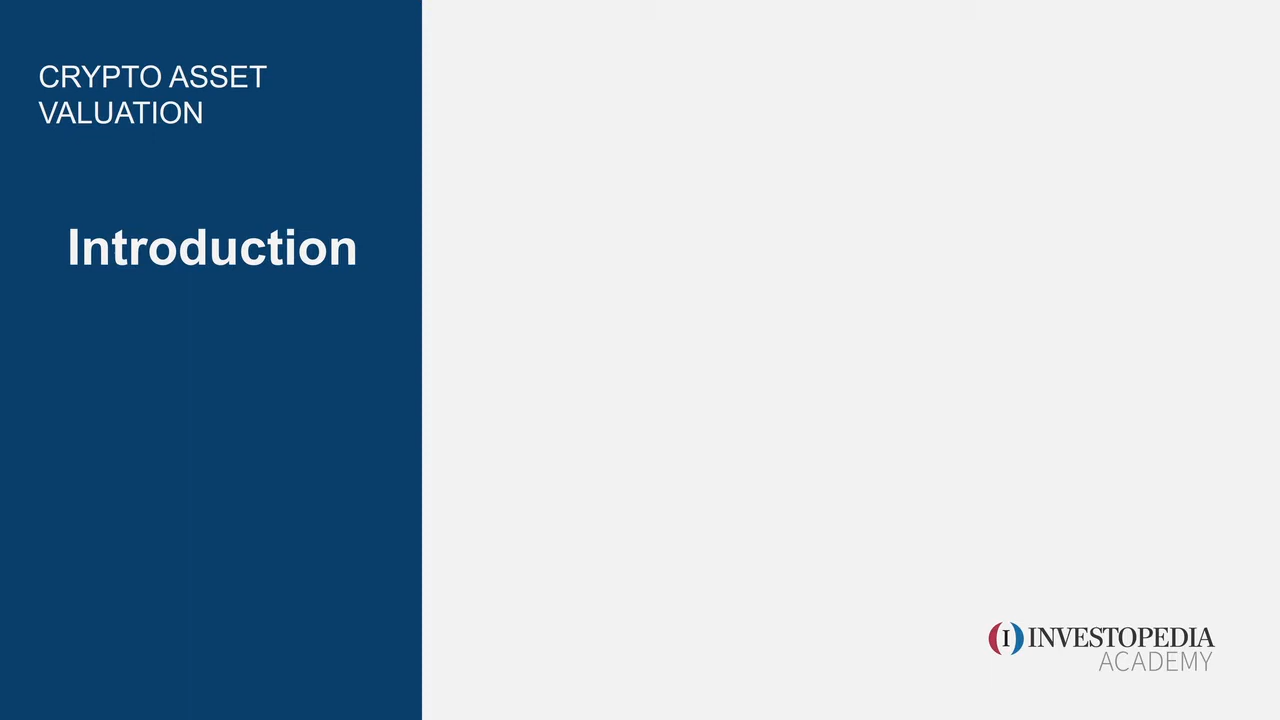 CRYPTO ASSET
VALUATION
Introduction
(I) INVESTOPEDIA
ACADEMY